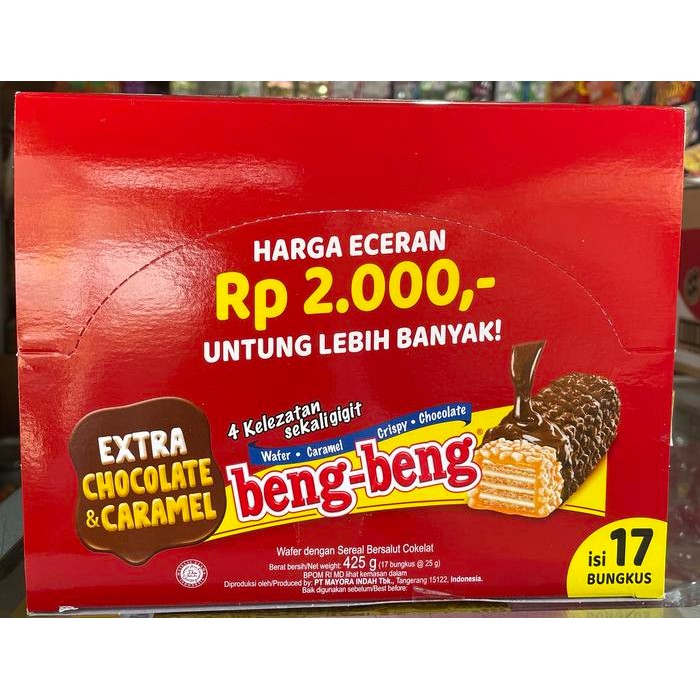 HARGA ECERAN
Rp 2.000,-
UNTUNG LEBIH BANYAK!
4 Kelezatan
sekali gigit
Wafer • Caramel
Crispy • Chocolate
EXTRA
CHOCOLATE
& CARAMEL
beng-beng®
Wafer dengan Sereal Bersalut Cokelat
Berat bersih/Net weight: 425 g (17 bungkus @ 25 g)
BPOM RI MD lihat kemasan dalam
Diproduksi oleh/Produced by: PT MAYORA INDAH Tbk., Tangerang 15122, Indonesia.
Baik digunakan sebelum/Best before:
isi 17
BUNGKUS